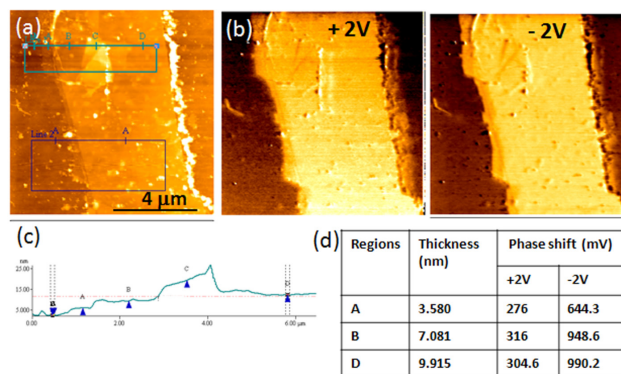 (a)
A B C D
Line 2
A A
4 µm
(b)
+ 2V
- 2V
(c)
nm
25.00
5.000
0.00 2.00 4.00 6.00 µm
A B C D
(d)
Regions Thickness (nm) Phase shift (mV)
+2V -2V
A 3.580 276 644.3
B 7.081 316 948.6
D 9.915 304.6 990.2